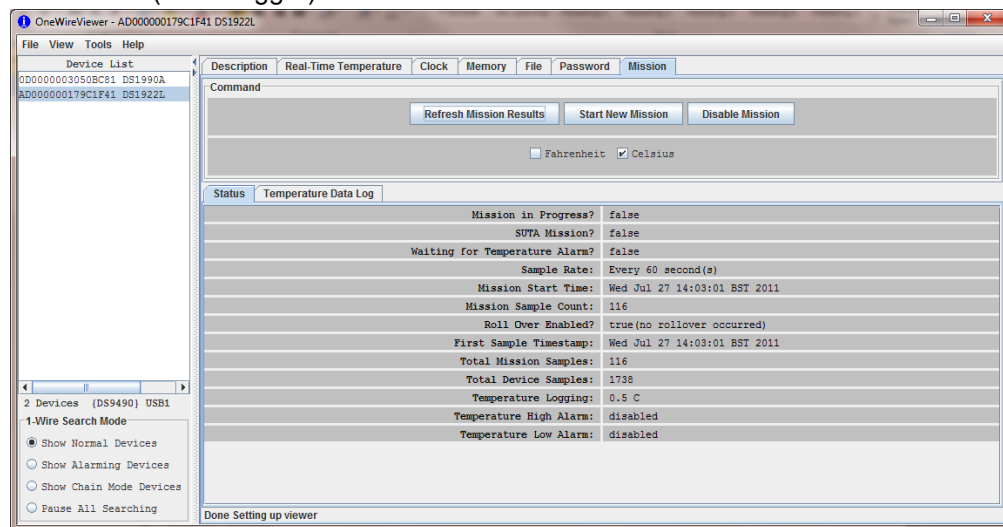 OneWireViewer - AD000000179C1F41 DS1922L
File View Tools Help
Device List
0D0000003050BC81 DS1990A
AD000000179C1F41 DS1922L
2 Devices {DS9490} USB1
1-Wire Search Mode
Show Normal Devices
Show Alarming Devices
Show Chain Mode Devices
Pause All Searching
Description Real-Time Temperature Clock Memory File Password Mission
Command
Refresh Mission Results Start New Mission Disable Mission
Fahrenheit Celsius
Status Temperature Data Log
Mission in Progress? false
SUTA Mission? false
Waiting for Temperature Alarm? false
Sample Rate: Every 60 second(s)
Mission Start Time: Wed Jul 27 14:03:01 BST 2011
Mission Sample Count: 116
Roll Over Enabled? true(no rollover occurred)
First Sample Timestamp: Wed Jul 27 14:03:01 BST 2011
Total Mission Samples: 116
Total Device Samples: 1738
Temperature Logging: 0.5 C
Temperature High Alarm: disabled
Temperature Low Alarm: disabled
Done Setting up viewer